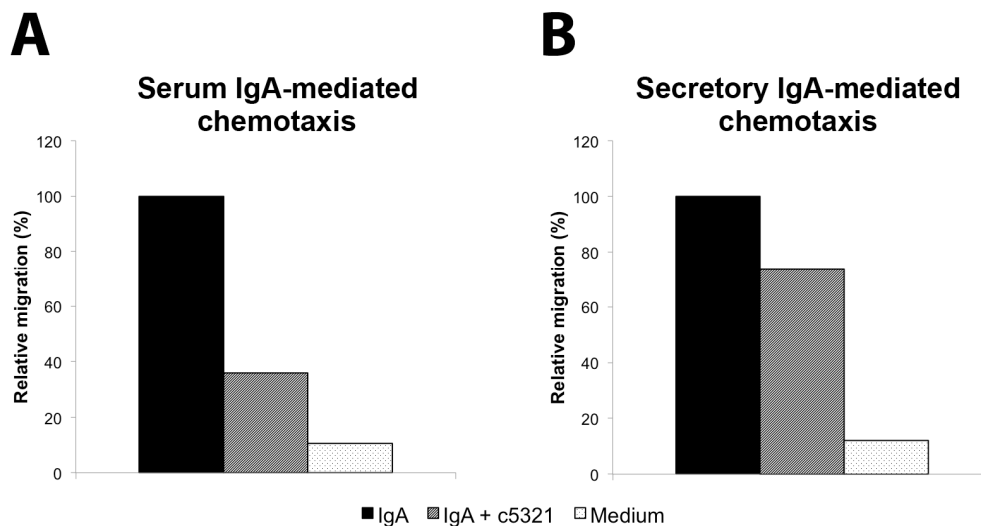 A
Serum IgA-mediated
chemotaxis
Relative migration (%)
120
100
80
60
40
20
0
B
Secretory IgA-mediated
chemotaxis
Relative migration (%)
120
100
80
60
40
20
0
IgA IgA + c5321 Medium